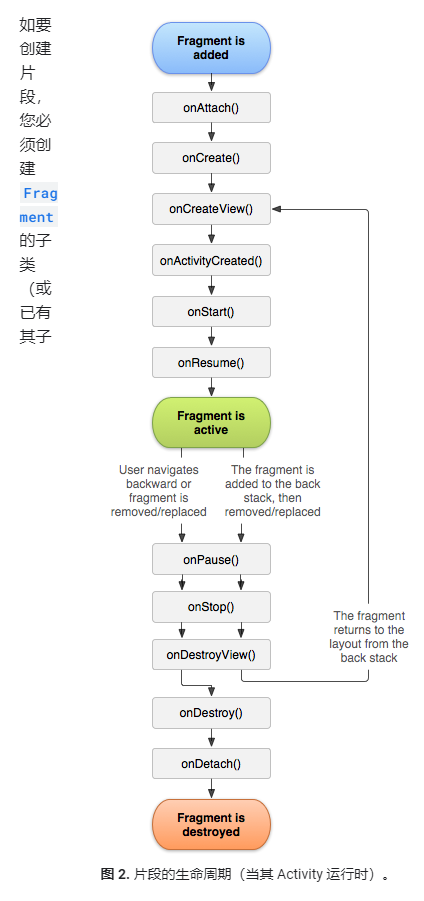 如要
创建
片
段，
您必
须创
建
Frag
ment
的子
类
（或
已有
其子
Fragment is
added
onAttach()
onCreate()
onCreateView()
onActivityCreated()
onStart()
onResume()
Fragment is
active
User navigates
backward or
fragment is
removed/replaced
The fragment is
added to the back
stack, then
removed/replaced
onPause()
onStop()
onDestroyView()
The fragment
returns to the
layout from the
back stack
onDestroy()
onDetach()
Fragment is
destroyed
图 2. 片段的生命周期（当其 Activity 运行时）。